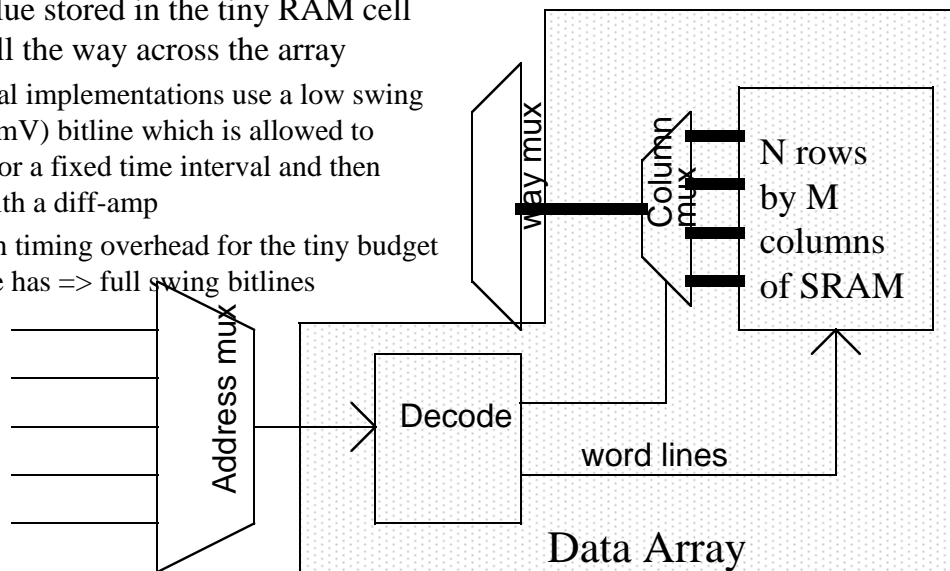 lue stored in the tiny RAM cell
ll the way across the array
al implementations use a low swing
mV) bitline which is allowed to
or a fixed time interval and then
ith a diff-amp
n timing overhead for the tiny budget
e has => full swing bitlines
way mux
Column
mux
N rows
by M
columns
of SRAM
Address mux
Decode
word lines
Data Array